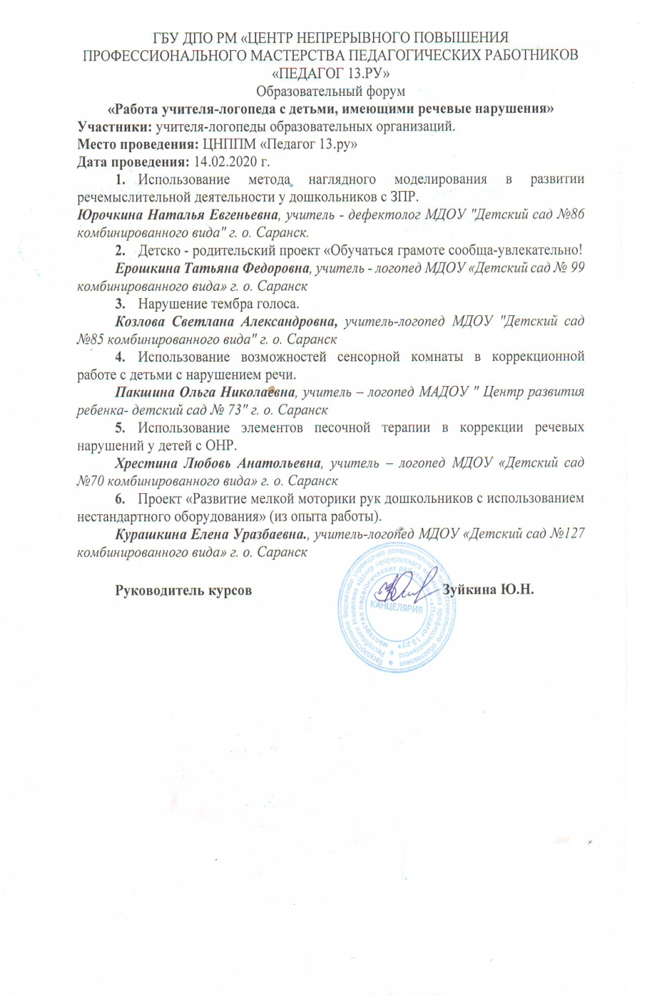 ГБУ ДПО РМ «ЦЕНТР НЕПРЕРЫВНОГО ПОВЫШЕНИЯ
ПРОФЕССИОНАЛЬНОГО МАСТЕРСТВА ПЕДАГОГИЧЕСКИХ РАБОТНИКОВ
«ПЕДАГОГ 13.РУ»
Образовательный форум
«Работа учителя-логопеда с детьми, имеющими речевые нарушения»
Участники: учителя-логопеды образовательных организаций.
Место проведения: ЦНППМ «Педагог 13.ру»
Дата проведения: 14.02.2020 г.
1. Использование метода наглядного моделирования в развитии
речемыслительной деятельности у дошкольников с ЗПР.
Юрочкина Наталья Евгеньевна, учитель - дефектолог МДОУ "Детский сад №86
комбинированного вида" г. о. Саранск.
2. Детско - родительский проект «Обучаться грамоте сообща-увлекательно!
Ерошкина Татьяна Федоровна, учитель - логопед МДОУ «Детский сад № 99
комбинированного вида» г. о. Саранск
3. Нарушение тембра голоса.
Козлова Светлана Александровна, учитель-логопед МДОУ "Детский сад
№85 комбинированного вида" г. о. Саранск
4. Использование возможностей сенсорной комнаты в коррекционной
работе с детьми с нарушением речи.
Пакшина Ольга Николаевна, учитель – логопед МАДОУ " Центр развития
ребенка- детский сад № 73" г. о. Саранск
5. Использование элементов песочной терапии в коррекции речевых
нарушений у детей с ОНР.
Хрестина Любовь Анатольевна, учитель – логопед МДОУ «Детский сад
№70 комбинированного вида» г. о. Саранск
6. Проект «Развитие мелкой моторики рук дошкольников с использованием
нестандартного оборудования» (из опыта работы).
Курашкина Елена Уразбаевна., учитель-логопед МДОУ «Детский сад №127
комбинированного вида» г. о. Саранск
Руководитель курсов Зуйкина Ю.Н.
Государственное бюджетное учреждение дополнительного профессионального образования
Республики Мордовия «Центр непрерывного повышения профессионального
мастерства педагогических работников - «Педагог 13.ру»
КАНЦЕЛЯРИЯ